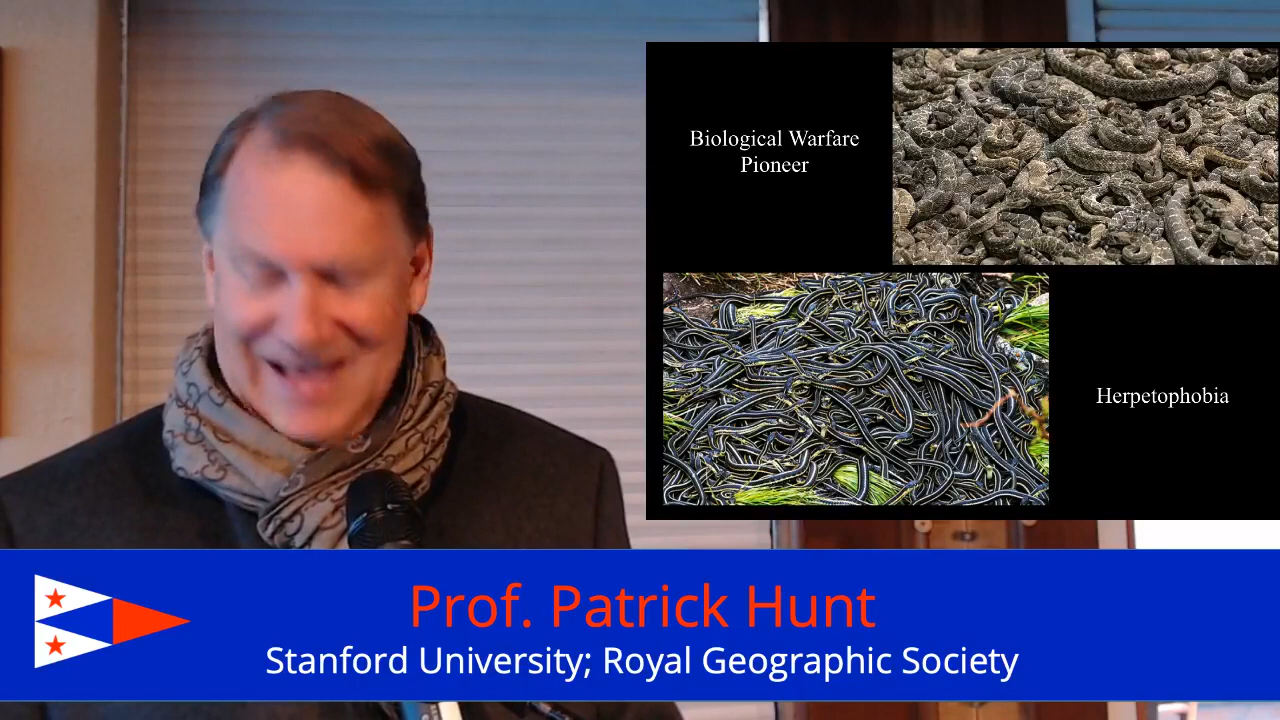 Biological Warfare
Pioneer
Herpetophobia
Prof. Patrick Hunt
Stanford University; Royal Geographic Society